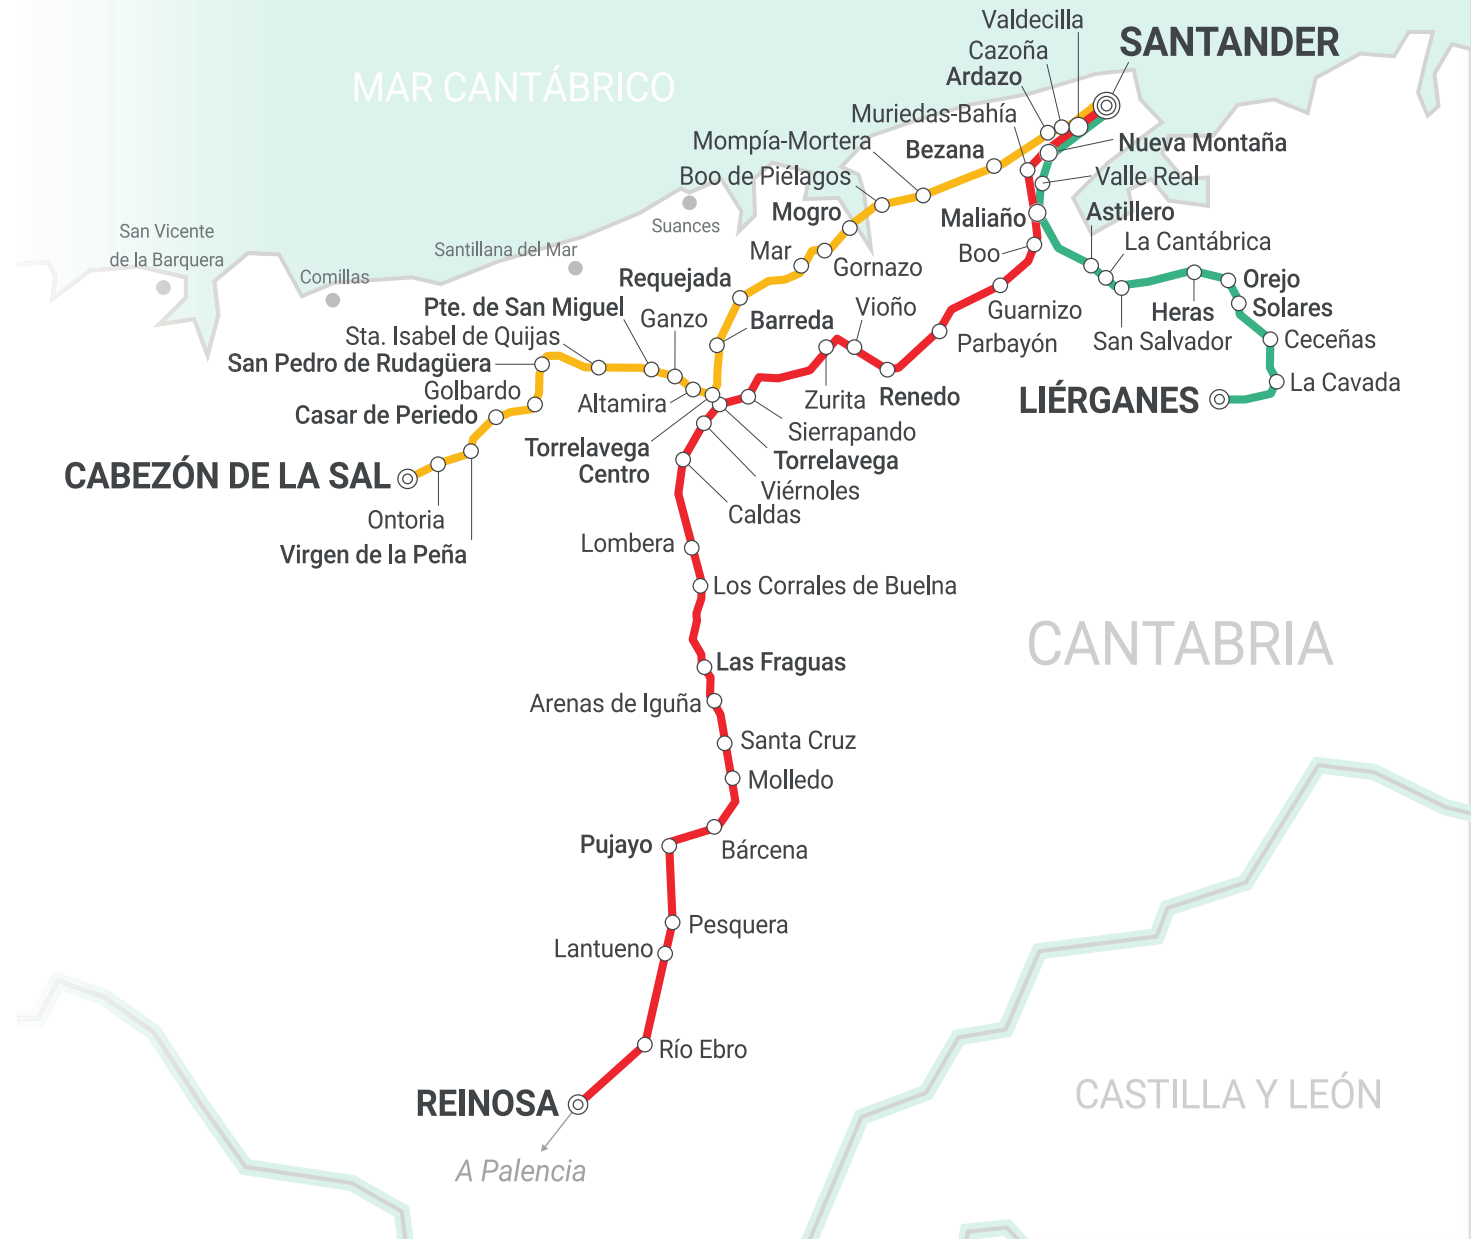 Valdecilla
SANTANDER
Cazoña
Ardazo
MAR CANTÁBRICO
Muriedas-Bahía
Mompía-Mortera
Bezana
Nueva Montaña
Boo de Piélagos
Valle Real
Mogro
Maliaño
Astillero
Suances
San Vicente
de la Barquera
Santillana del Mar
Mar
Gornazo
Boo
La Cantábrica
Comillas
Requejada
Orejo
Pte. de San Miguel
Ganzo
Barreda
Vioño
Guarnizo
Heras
Solares
Sta. Isabel de Quijas
Parbayón
San Salvador
Ceceñas
San Pedro de Rudagüera
Golbardo
Altamira
Zurita
Renedo
LIÉRGANES
La Cavada
Casar de Periedo
Sierrapando
Torrelavega
Centro
Torrelavega
CABEZÓN DE LA SAL
Viérnoles
Ontoria
Caldas
Virgen de la Peña
Lombera
Los Corrales de Buelna
CANTABRIA
Las Fraguas
Arenas de Iguña
Santa Cruz
Molledo
Pujayo
Bárcena
Pesquera
Lantueno
Río Ebro
REINOSA
CASTILLA Y LEÓN
A Palencia